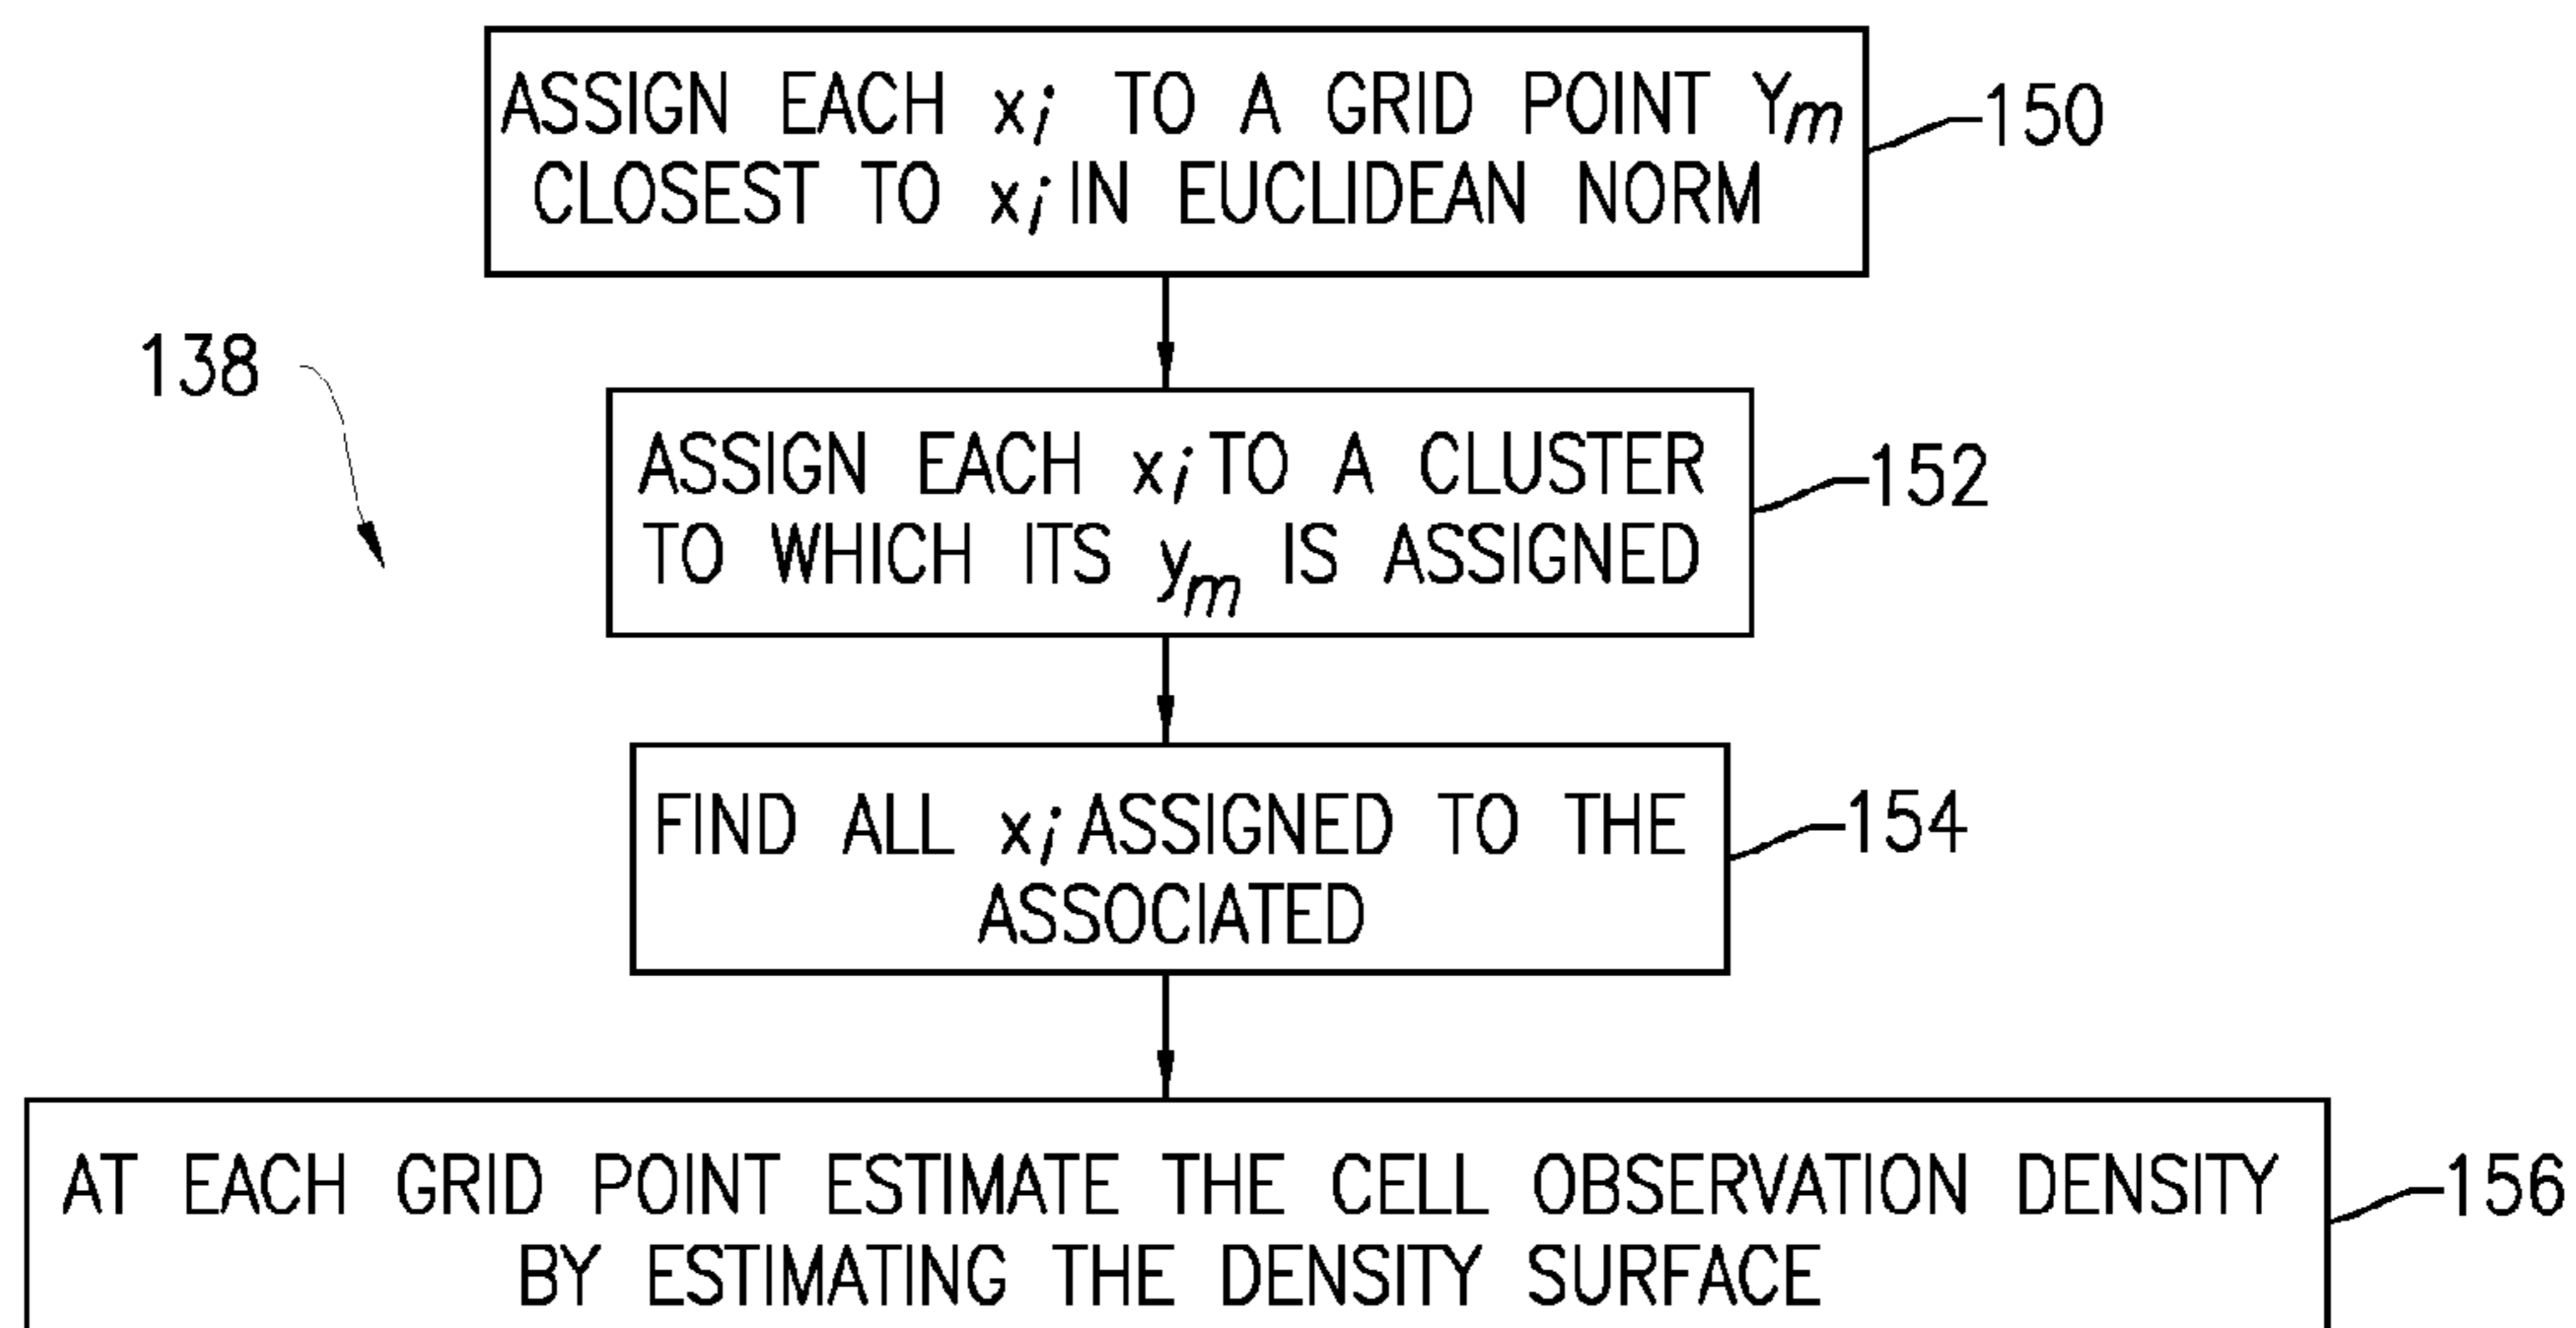 ASSIGN EACH xi TO A GRID POINT Ym
CLOSEST TO xi IN EUCLIDEAN NORM
150
138
ASSIGN EACH xi TO A CLUSTER
TO WHICH ITS ym IS ASSIGNED
152
FIND ALL xi ASSIGNED TO THE
ASSOCIATED
154
AT EACH GRID POINT ESTIMATE THE CELL OBSERVATION DENSITY
BY ESTIMATING THE DENSITY SURFACE
156